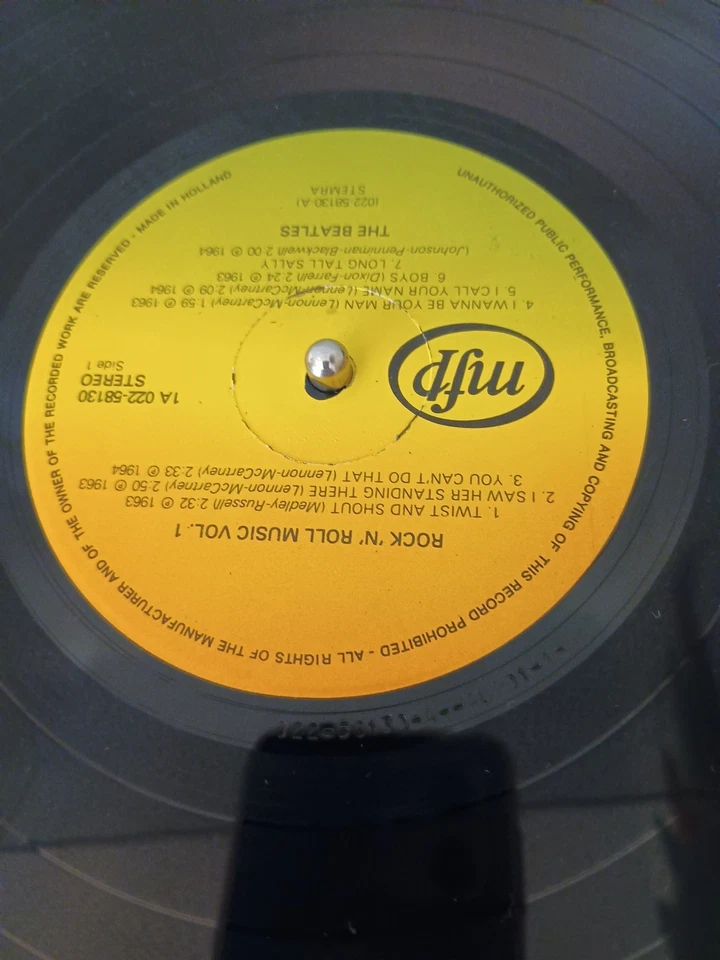 ROCK 'N' ROLL MUSIC VOL. 1
1. TWIST AND SHOUT (Medley-Russell) 2:32 ℗ 1963
2. I SAW HER STANDING THERE (Lennon-McCartney) 2:50 ℗ 1963
3. YOU CAN'T DO THAT (Lennon-McCartney) 2:33 ℗ 1964
mfp
1A 022-58130
STEREO
Side 1
4. I WANNA BE YOUR MAN (Lennon-McCartney) 1:59 ℗ 1963
5. I CALL YOUR NAME (Lennon-McCartney) 2:09 ℗ 1964
6. BOYS (Dixon-Farrell) 2:24 ℗ 1963
7. LONG TALL SALLY
(Johnson-Penniman-Blackwell) 2:00 ℗ 1964
THE BEATLES
(022-58130-A)
STEMRA
UNAUTHORIZED PUBLIC PERFORMANCE, BROADCASTING AND COPYING OF THIS RECORD PROHIBITED - ALL RIGHTS OF THE MANUFACTURER AND OF THE OWNER OF THE RECORDED WORK ARE RESERVED - MADE IN HOLLAND